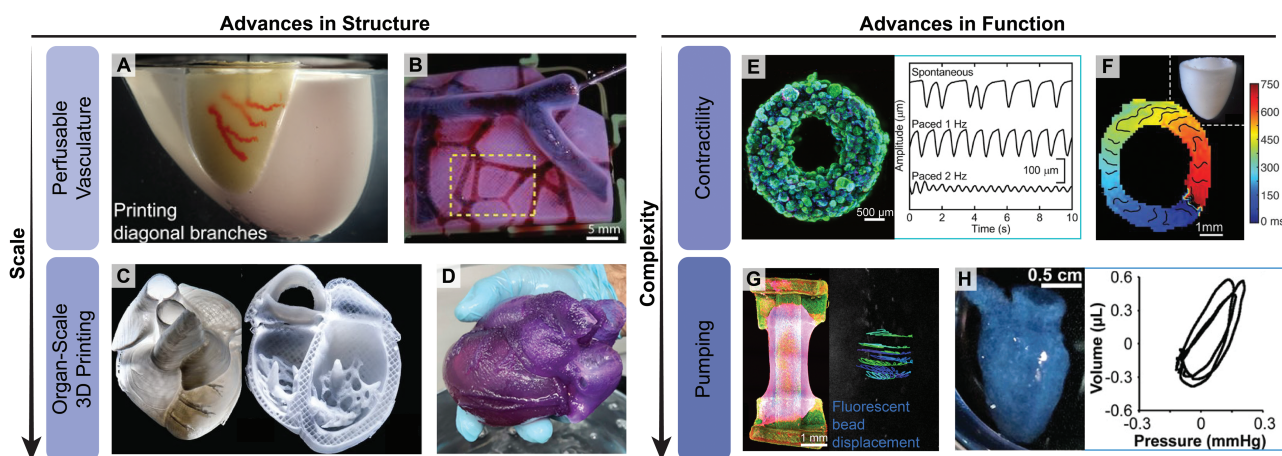 Advances in Structure
Advances in Function
Scale
Perfusable
Vasculature
A
Printing
diagonal branches
B
5 mm
Organ-Scale
3D Printing
C
D
Complexity
Contractility
E
500 µm
Spontaneous
Paced 1 Hz
Paced 2 Hz
Amplitude (µm)
100 µm
0 2 4 6 8 10
Time (s)
F
750
600
450
300
150
0 ms
1mm
Pumping
G
1 mm
Fluorescent
bead
displacement
H
0.5 cm
Volume (µL)
0.6
0.3
0
-0.3
-0.6
-0.3 0 0.3
Pressure (mmHg)